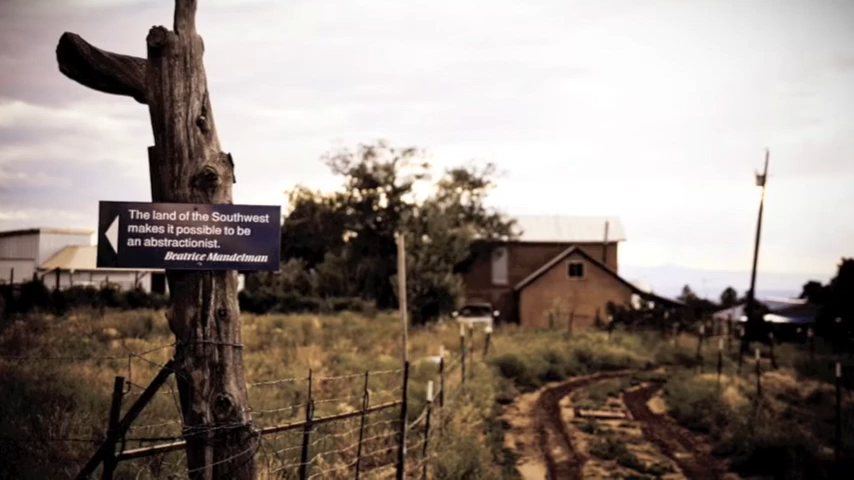 The land of the Southwest
makes it possible to be
an abstractionist.
Beatrice Mandelman